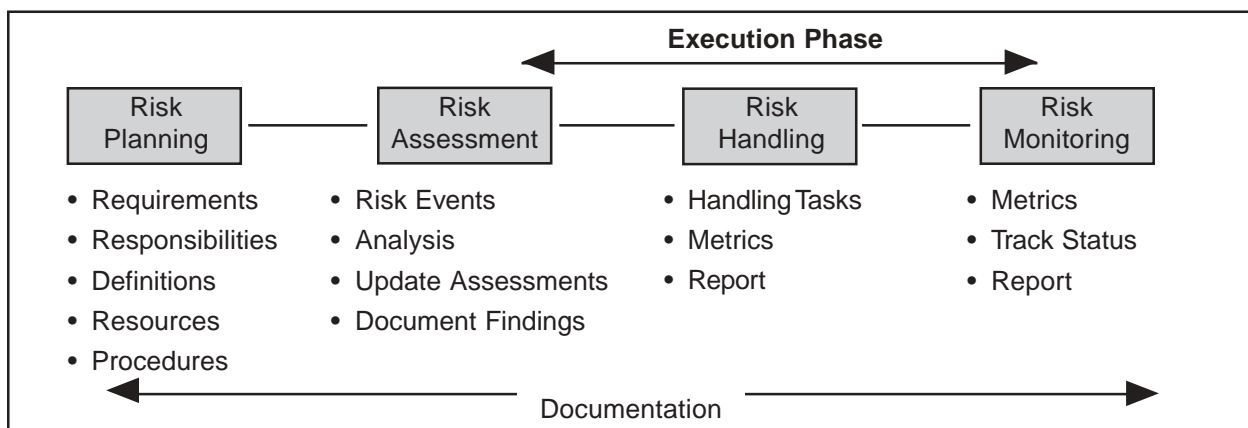 Execution Phase
Risk
Planning
Risk
Assessment
Risk
Handling
Risk
Monitoring
• Requirements
• Responsibilities
• Definitions
• Resources
• Procedures
• Risk Events
• Analysis
• Update Assessments
• Document Findings
• Handling Tasks
• Metrics
• Report
• Metrics
• Track Status
• Report
Documentation